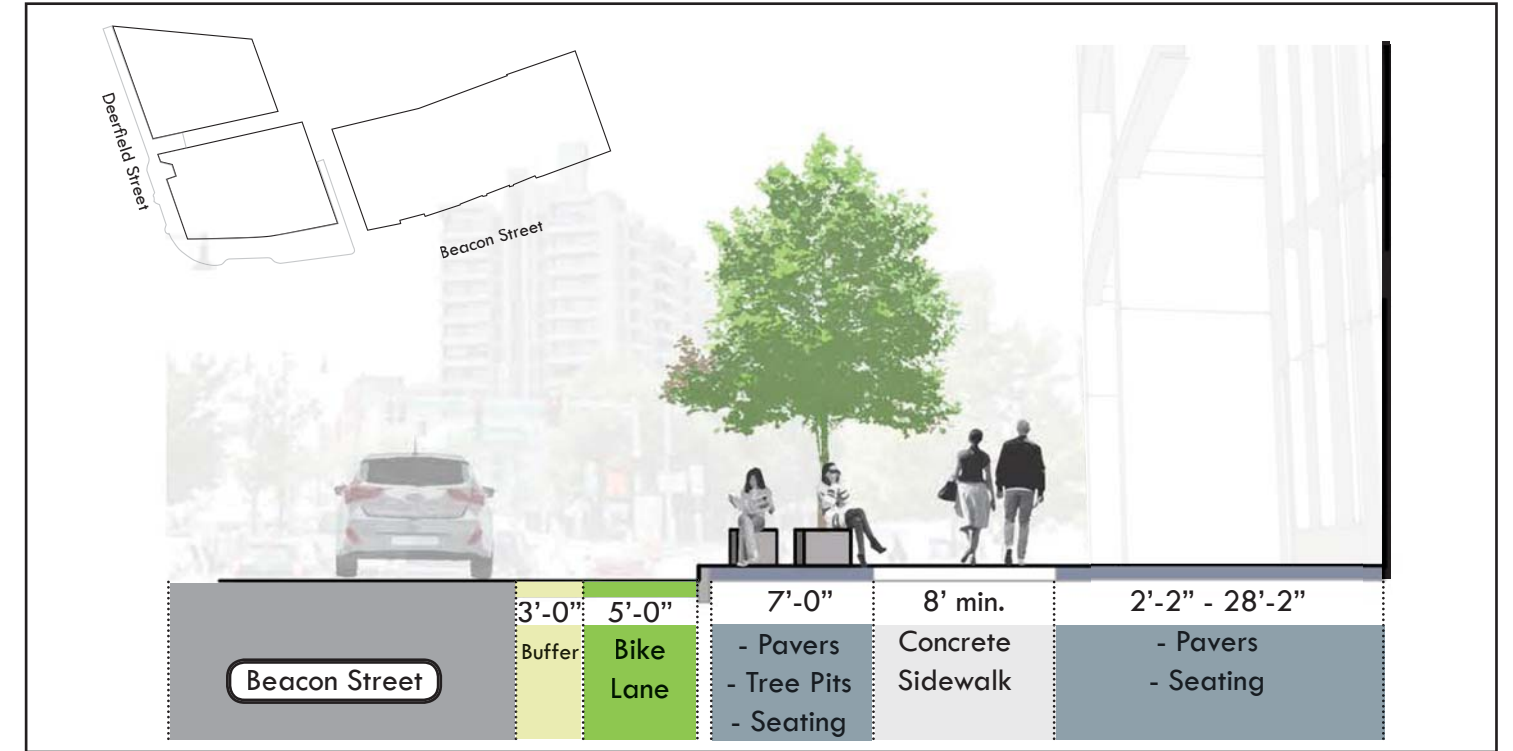 Deerfield Street
Beacon Street
3’-0”
5’-0”
7’-0”
8’ min.
2’-2” - 28’-2”
Beacon Street
Buffer
Bike
Lane
- Pavers
- Tree Pits
- Seating
Concrete
Sidewalk
- Pavers
- Seating